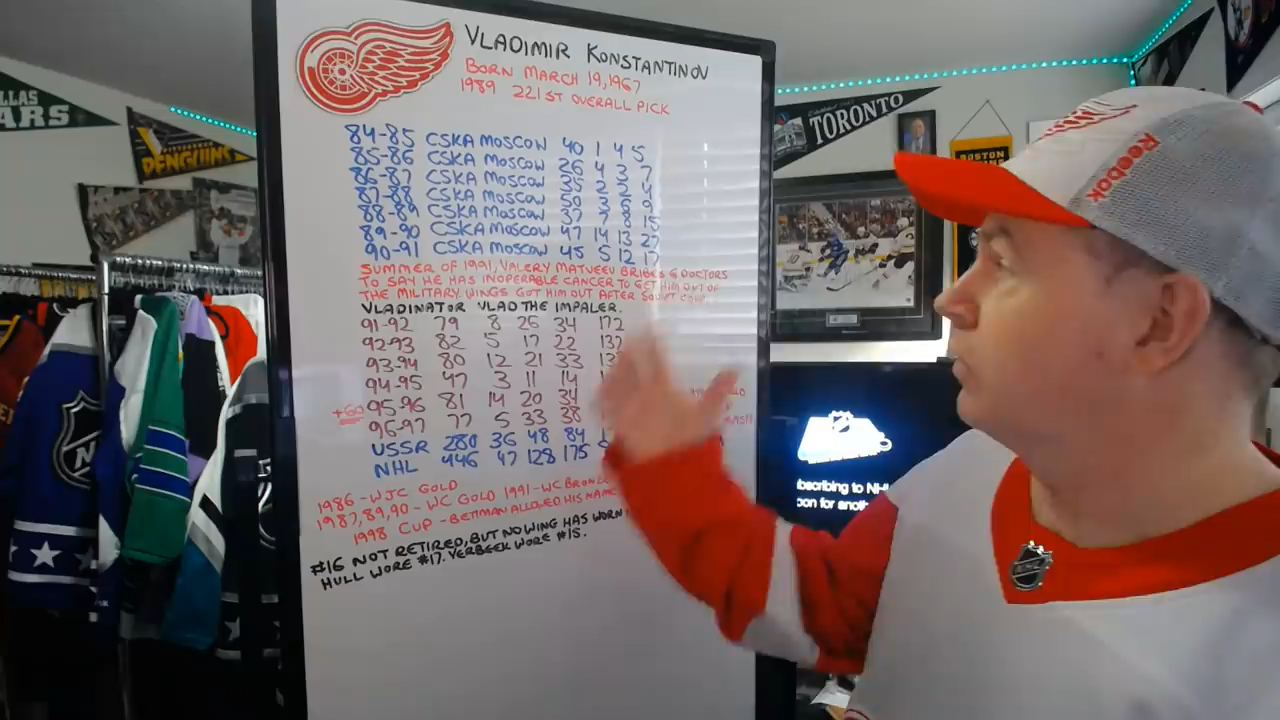 VLADIMIR KONSTANTINOV
BORN MARCH 19, 1967
1989 221ST OVERALL PICK
84-85 CSKA MOSCOW 40 1 4 5
85-86 CSKA MOSCOW 26 4 3 7
86-87 CSKA MOSCOW 35 2 2 4
87-88 CSKA MOSCOW 50 3 6 9
88-89 CSKA MOSCOW 37 7 8 15
89-90 CSKA MOSCOW 47 14 13 27
90-91 CSKA MOSCOW 45 5 12 17
SUMMER OF 1991, VALERY MATVEEV BRIBES 6 DOCTORS
TO SAY HE HAS INOPERABLE CANCER TO GET HIM OUT OF
THE MILITARY. WINGS GOT HIM OUT AFTER SOVIET COUP
VLADINATOR VLAD THE IMPALER.
91-92 79 8 26 34 172
92-93 82 5 17 22 137
93-94 80 12 21 33
94-95 47 3 11 14
+60 95-96 81 14 20 34
96-97 77 5 33 38
USSR 280 36 48 84
NHL 446 47 128 175
1986 - WJC GOLD
1987, 89, 90 - WC GOLD 1991 - WC BRONZE
1998 CUP - BETMAN ALLOWED HIS NAME
#16 NOT RETIRED, BUT NO WING HAS WORN
HULL WORE #17. VERBEEK WORE #15.
PENGUINS
TORONTO
BOSTON
Reebok
NHL